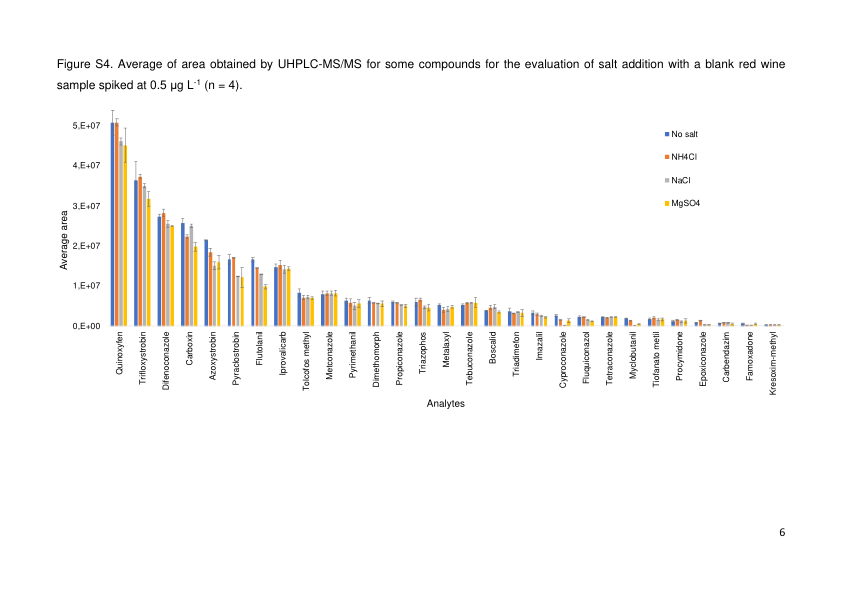 Figure S4. Average of area obtained by UHPLC-MS/MS for some compounds for the evaluation of salt addition with a blank red wine
sample spiked at 0.5 µg L-1 (n = 4).
5,E+07
4,E+07
3,E+07
2,E+07
1,E+07
0,E+00
Average area
No salt
NH4Cl
NaCl
MgSO4
Quinoxyfen
Trifloxystrobin
Difenoconazole
Carboxin
Azoxystrobin
Pyraclostrobin
Flutolanil
Iprovalicarb
Tolcofos methyl
Metconazole
Pyrimethanil
Dimethomorph
Propiconazole
Triazophos
Metalaxyl
Tebuconazole
Boscalid
Triadimefon
Imazalil
Cyproconazole
Fluquiconazol
Tetraconazole
Myclobutanil
Tiofanato metil
Procymidone
Epoxiconazole
Carbendazim
Famoxadone
Kresoxim-methyl
Analytes
6